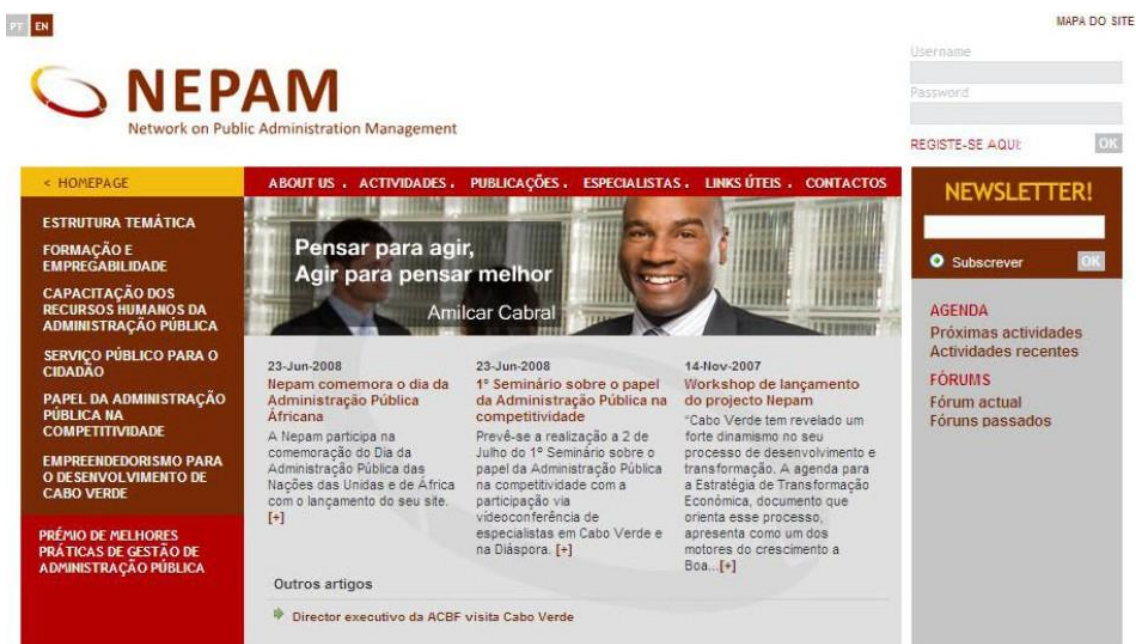 PT EN
MAPA DO SITE
Username
Password
REGISTE-SE AQUI: OK
NEPAM
Network on Public Administration Management
< HOMEPAGE
ABOUT US . ACTIVIDADES . PUBLICAÇÕES . ESPECIALISTAS . LINKS ÚTEIS . CONTACTOS
ESTRUTURA TEMÁTICA
FORMAÇÃO E
EMPREGABILIDADE
CAPACITAÇÃO DOS
RECURSOS HUMANOS DA
ADMINISTRAÇÃO PÚBLICA
SERVIÇO PÚBLICO PARA O
CIDADÃO
PAPEL DA ADMINISTRAÇÃO
PÚBLICA NA
COMPETITIVIDADE
EMPREENDEDORISMO PARA
O DESENVOLVIMENTO DE
CABO VERDE
PRÉMIO DE MELHORES
PRÁTICAS DE GESTÃO DE
ADMINISTRAÇÃO PÚBLICA
Pensar para agir,
Agir para pensar melhor
Amilcar Cabral
23-Jun-2008
Nepam comemora o dia da
Administração Pública
Áfricana
A Nepam participa na
comemoração do Dia da
Administração Pública das
Nações das Unidas e de África
com o lançamento do seu site.
[+]
23-Jun-2008
1º Seminário sobre o papel
da Administração Pública na
competitividade
Prevê-se a realização a 2 de
Julho do 1º Seminário sobre o
papel da Administração Pública
na competitividade com a
participação via
vídeoconferência de
especialistas em Cabo Verde e
na Diáspora. [+]
14-Nov-2007
Workshop de lançamento
do projecto Nepam
"Cabo Verde tem revelado um
forte dinamismo no seu
processo de desenvolvimento e
transformação. A agenda para
a Estratégia de Transformação
Económica, documento que
orienta esse processo,
apresenta como um dos
motores do crescimento a
Boa...[+]
Outros artigos
Director executivo da ACBF visita Cabo Verde
NEWSLETTER!
Subscrever OK
AGENDA
Próximas actividades
Actividades recentes
FÓRUMS
Fórum actual
Fóruns passados